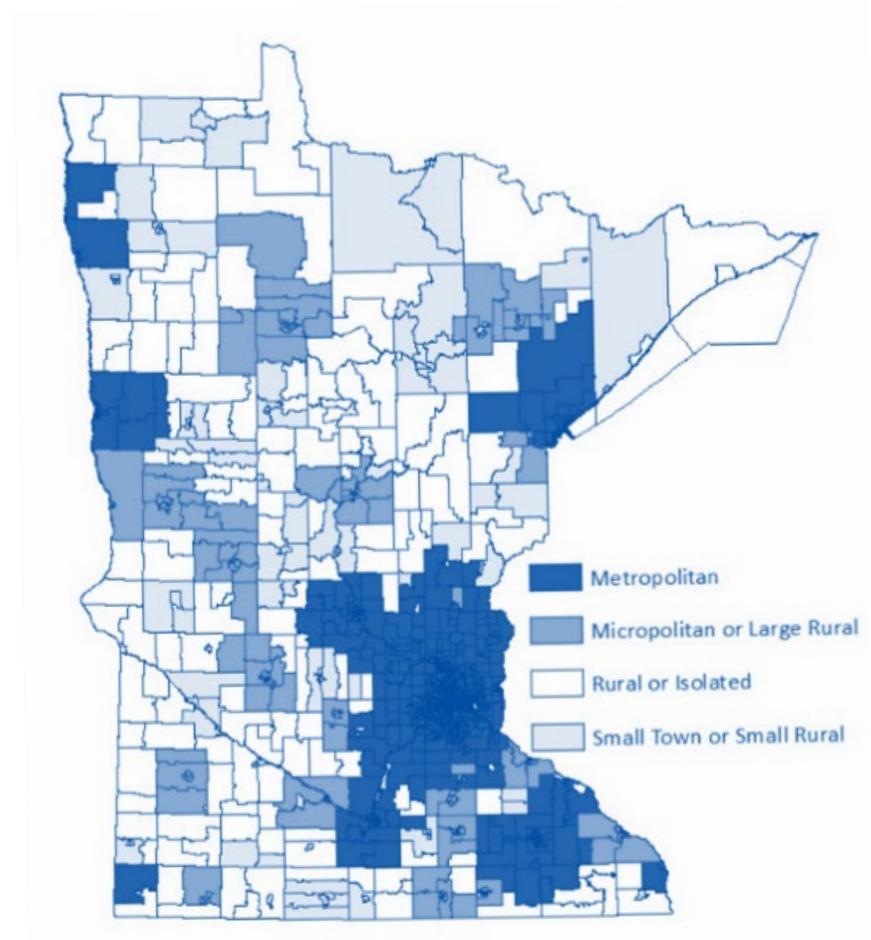 Metropolitan
Micropolitan or Large Rural
Rural or Isolated
Small Town or Small Rural